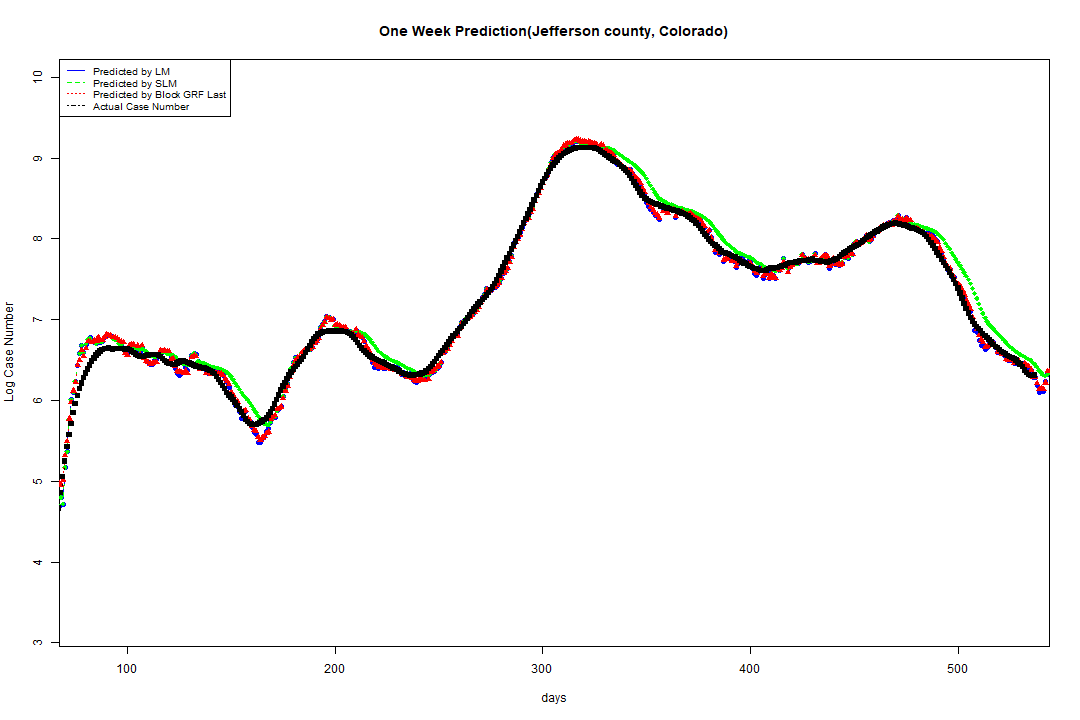 One Week Prediction(Jefferson county, Colorado)
Predicted by LM
Predicted by SLM
Predicted by Block GRF Last
Actual Case Number
10
9
8
7
6
5
4
3
Log Case Number
100 200 300 400 500
days